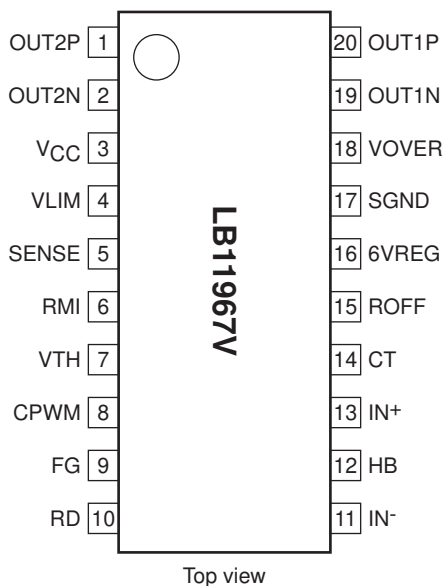 OUT2P 1 20 OUT1P
OUT2N 2 19 OUT1N
VCC 3 18 VOVER
VLIM 4 17 SGND
SENSE 5 16 6VREG
RMI 6 15 ROFF
VTH 7 14 CT
CPWM 8 13 IN+
FG 9 12 HB
RD 10 11 IN-
LB11967V
Top view